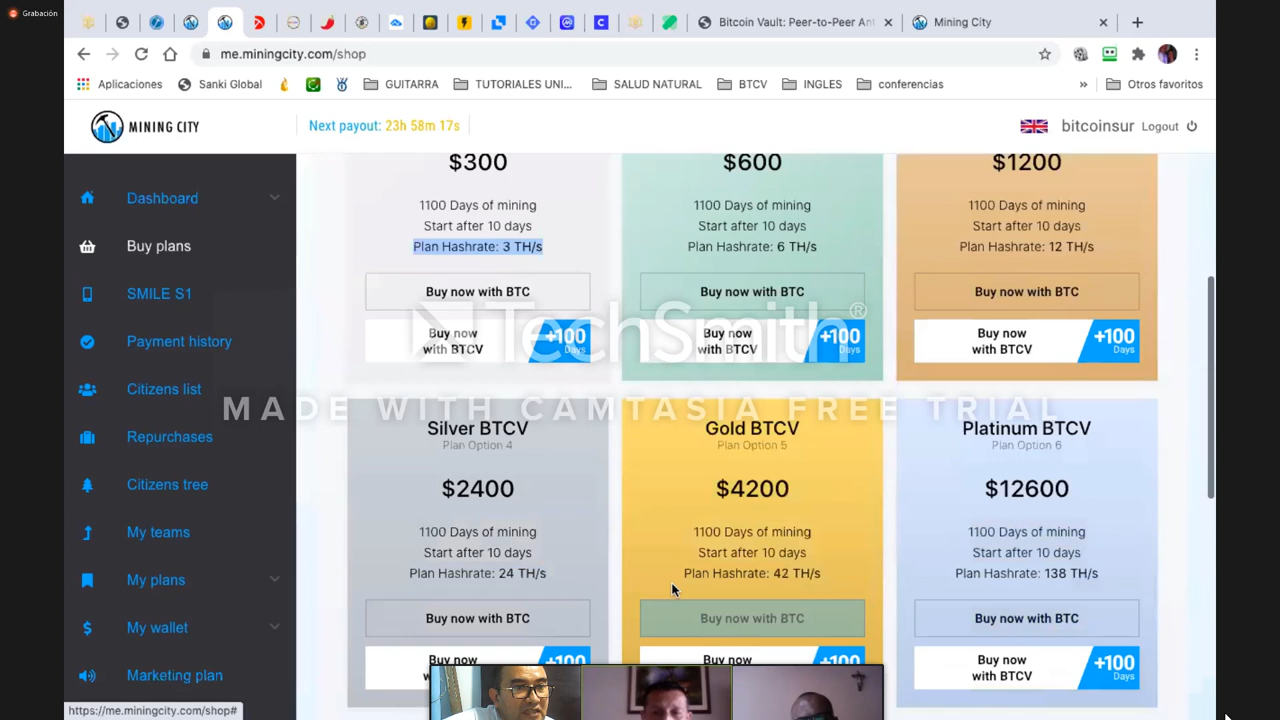 Grabación
Bitcoin Vault: Peer-to-Peer Ant
Mining City
me.miningcity.com/shop
Aplicaciones
Sanki Global
GUITARRA
TUTORIALES UNI...
SALUD NATURAL
BTCV
INGLES
conferencias
»
Otros favoritos
MINING CITY
Next payout: 23h 58m 17s
bitcoinsur
Logout
Dashboard
Buy plans
SMILE S1
Payment history
Citizens list
Repurchases
Citizens tree
My teams
My plans
My wallet
Marketing plan
$300
1100 Days of mining
Start after 10 days
Plan Hashrate: 3 TH/s
Buy now with BTC
Buy now
with BTCV
+100
Days
$600
1100 Days of mining
Start after 10 days
Plan Hashrate: 6 TH/s
Buy now with BTC
Buy now
with BTCV
+100
Days
$1200
1100 Days of mining
Start after 10 days
Plan Hashrate: 12 TH/s
Buy now with BTC
Buy now
with BTCV
+100
Days
TechSmith®
MADE WITH CAMTASIA FREE TRIAL
Silver BTCV
Plan Option 4
$2400
1100 Days of mining
Start after 10 days
Plan Hashrate: 24 TH/s
Buy now with BTC
Buy now
+100
Gold BTCV
Plan Option 5
$4200
1100 Days of mining
Start after 10 days
Plan Hashrate: 42 TH/s
Buy now with BTC
Buy now
+100
Platinum BTCV
Plan Option 6
$12600
1100 Days of mining
Start after 10 days
Plan Hashrate: 138 TH/s
Buy now with BTC
Buy now
with BTCV
+100
Days
https://me.miningcity.com/shop#